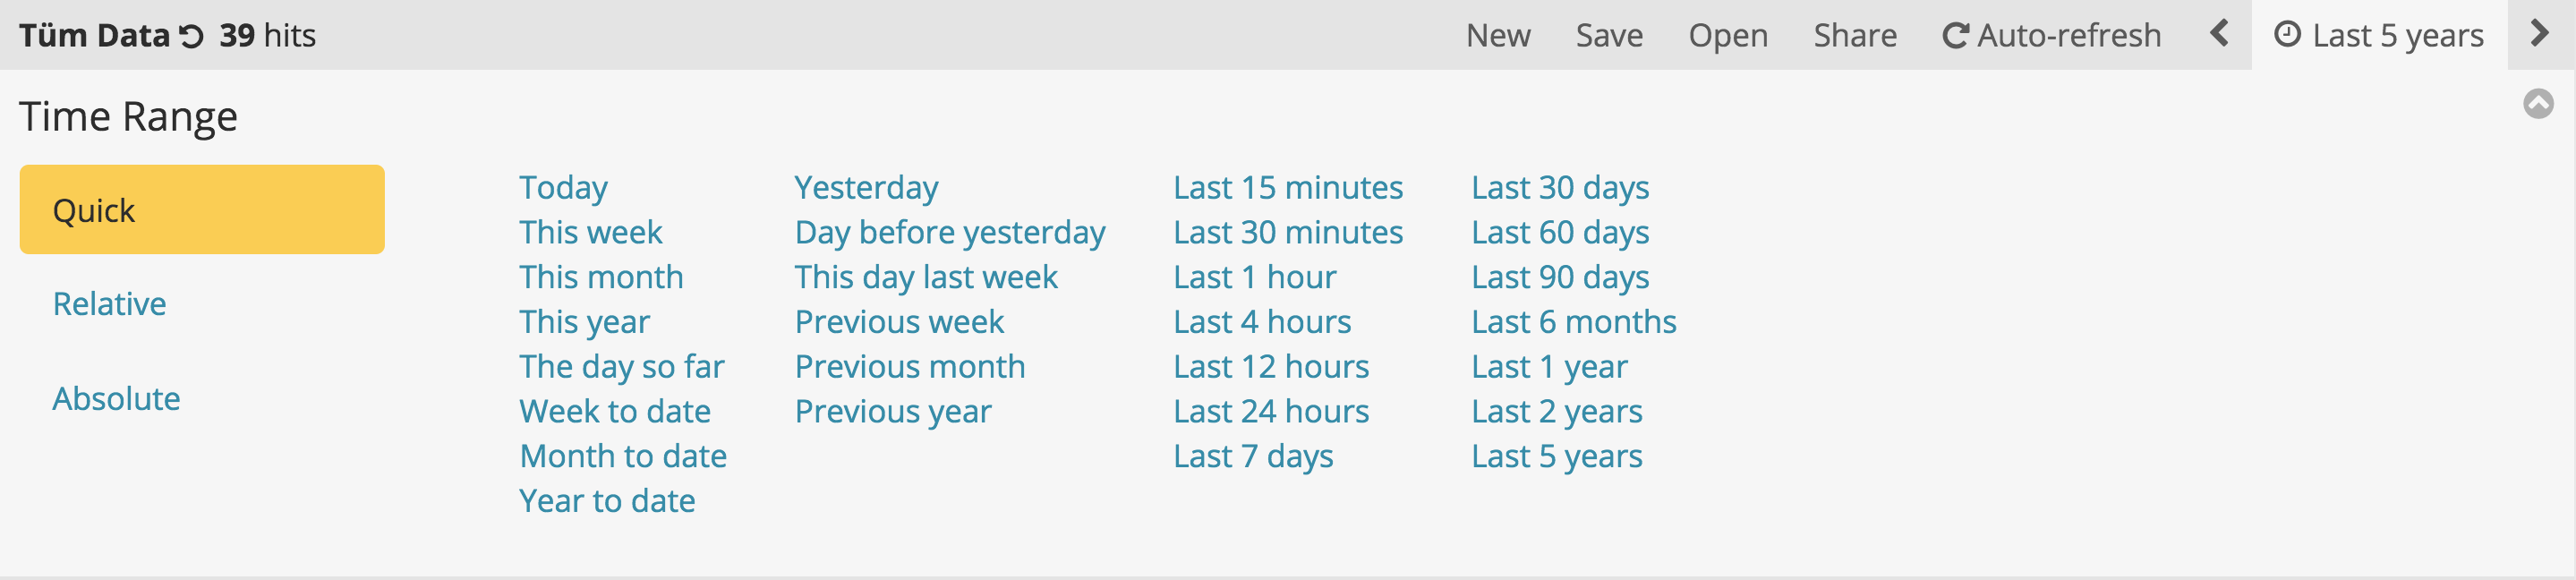 Tüm Data 39 hits New Save Open Share Auto-refresh Last 5 years
Time Range
Quick
Relative
Absolute
Today
This week
This month
This year
The day so far
Week to date
Month to date
Year to date
Yesterday
Day before yesterday
This day last week
Previous week
Previous month
Previous year
Last 15 minutes
Last 30 minutes
Last 1 hour
Last 4 hours
Last 12 hours
Last 24 hours
Last 7 days
Last 30 days
Last 60 days
Last 90 days
Last 6 months
Last 1 year
Last 2 years
Last 5 years